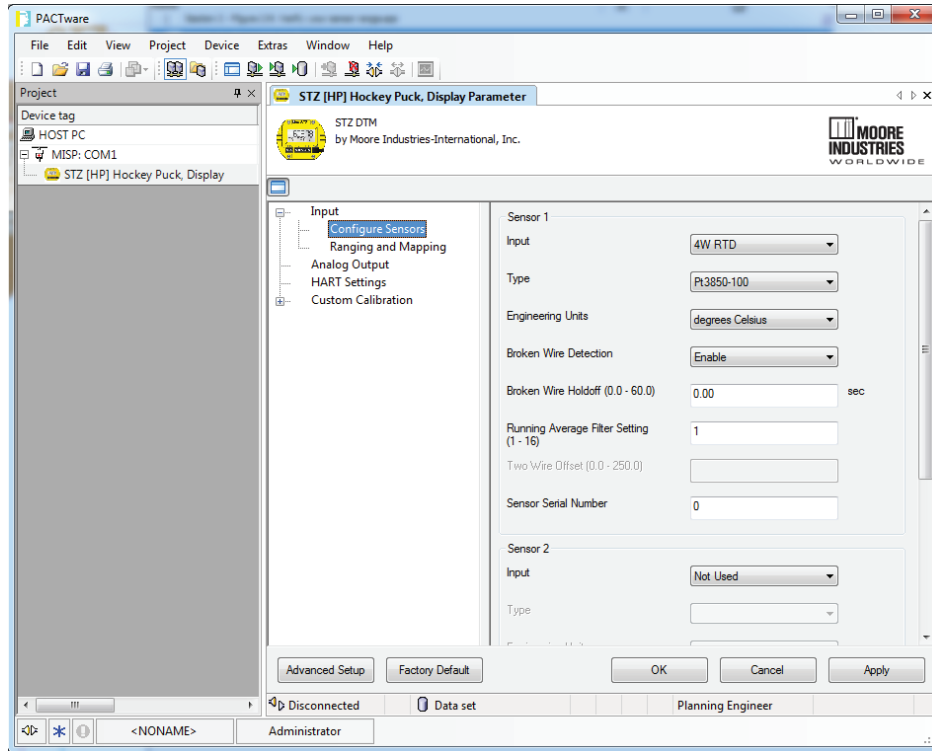 PACTware
File Edit View Project Device Extras Window Help
Project
Device tag
HOST PC
MISP: COM1
STZ [HP] Hockey Puck, Display
STZ [HP] Hockey Puck, Display Parameter
STZ DTM
by Moore Industries-International, Inc.
MOORE
INDUSTRIES
WORLDWIDE
Input
Configure Sensors
Ranging and Mapping
Analog Output
HART Settings
Custom Calibration
Sensor 1
Input 4W RTD
Type Pt3850-100
Engineering Units degrees Celsius
Broken Wire Detection Enable
Broken Wire Holdoff (0.0 - 60.0) 0.00 sec
Running Average Filter Setting
(1 - 16) 1
Two Wire Offset (0.0 - 250.0)
Sensor Serial Number 0
Sensor 2
Input Not Used
Type
Advanced Setup Factory Default OK Cancel Apply
Disconnected Data set Planning Engineer
<NONAME> Administrator